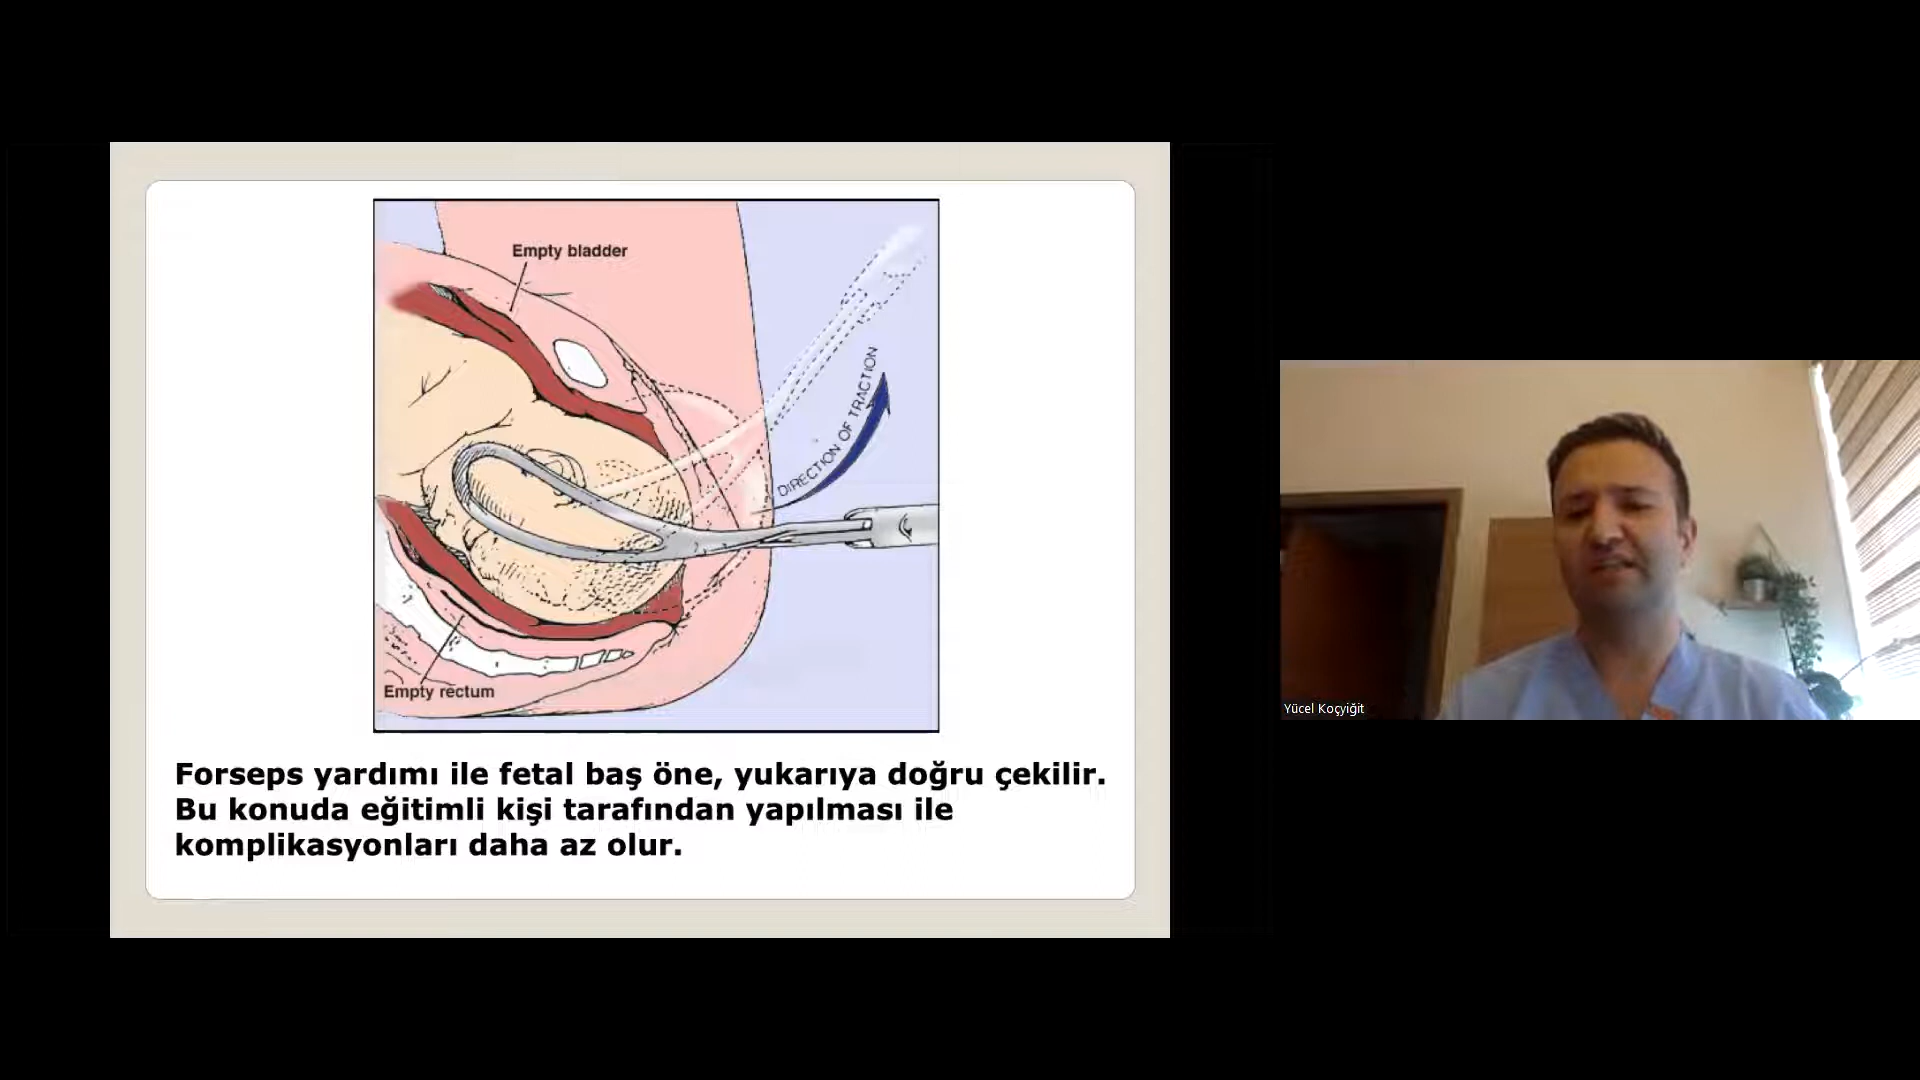 Empty bladder
DIRECTION OF TRACTION
Empty rectum
Forseps yardımı ile fetal baş öne, yukarıya doğru çekilir.
Bu konuda eğitimli kişi tarafından yapılması ile
komplikasyonları daha az olur.
Yücel Koçyiğit